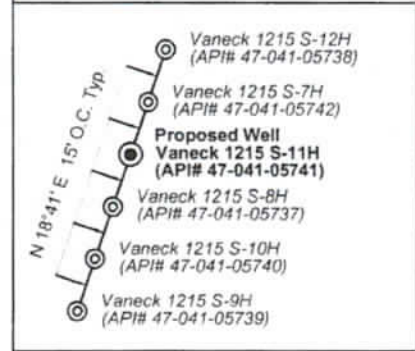 Vaneck 1215 S-12H
(API# 47-041-05738)
Vaneck 1215 S-7H
(API# 47-041-05742)
Proposed Well
Vaneck 1215 S-11H
(API# 47-041-05741)
Vaneck 1215 S-8H
(API# 47-041-05737)
Vaneck 1215 S-10H
(API# 47-041-05740)
Vaneck 1215 S-9H
(API# 47-041-05739)
N 18°41' E 15' O.C. Typ.